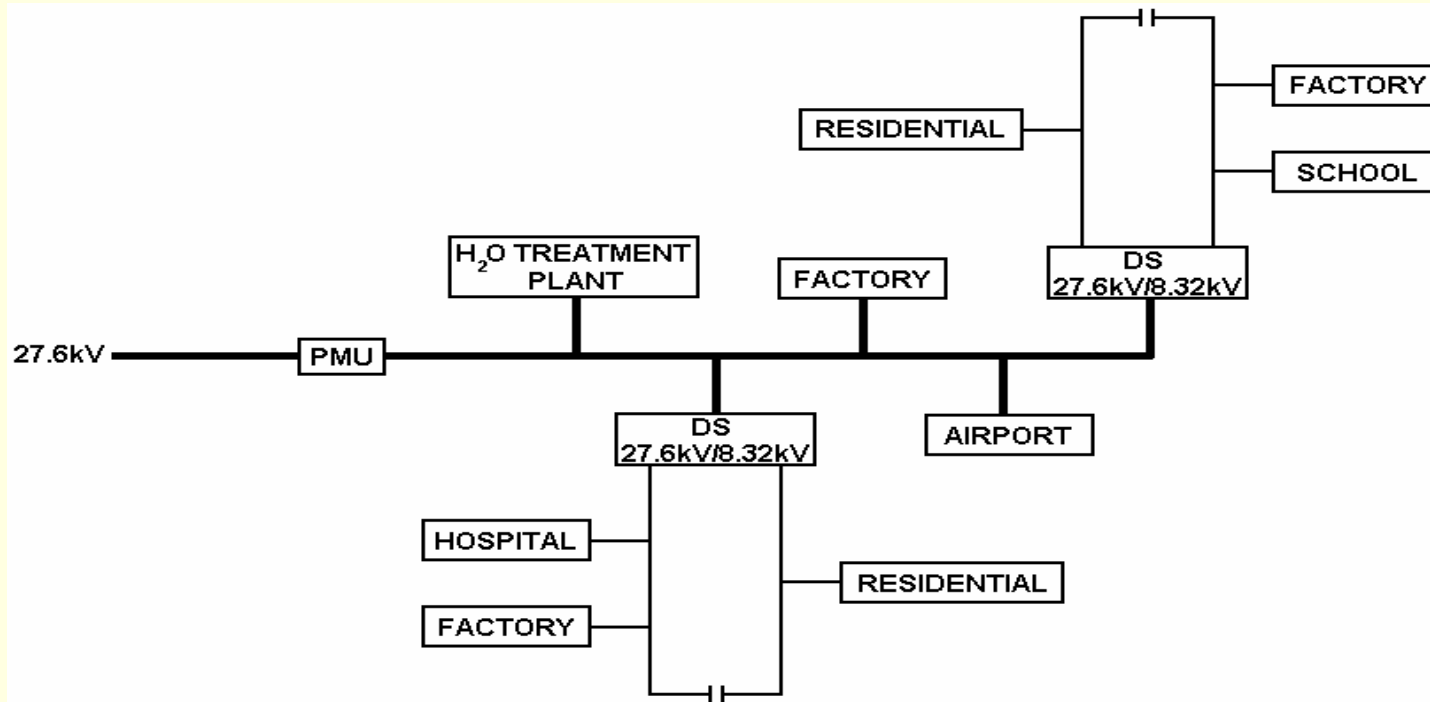 FACTORY
RESIDENTIAL
SCHOOL
H₂O TREATMENT
PLANT
FACTORY
DS
27.6kV/8.32kV
27.6kV
PMU
DS
27.6kV/8.32kV
AIRPORT
HOSPITAL
RESIDENTIAL
FACTORY